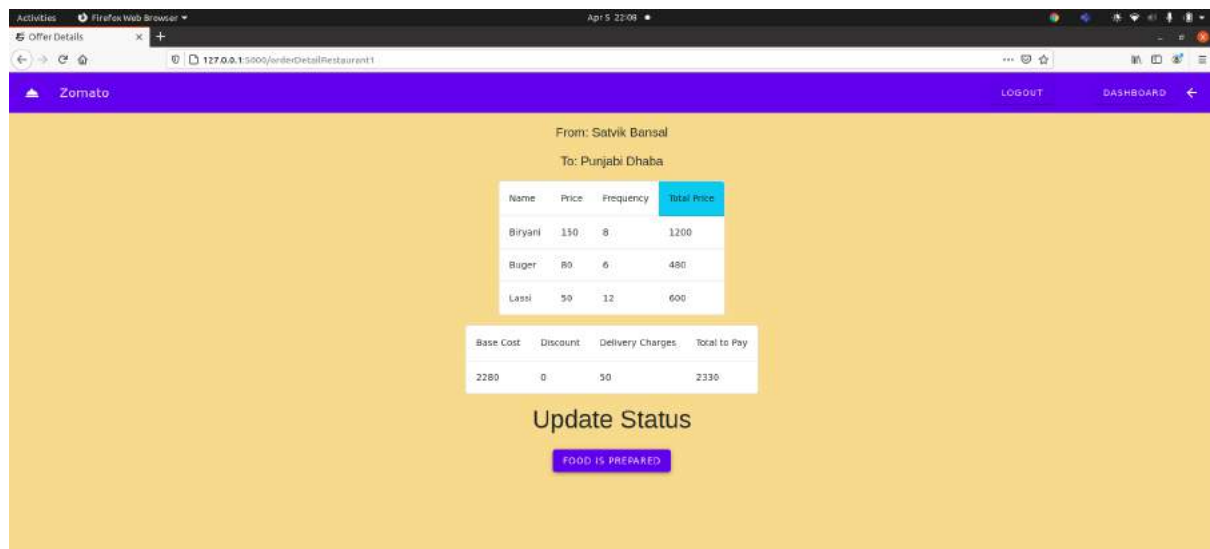 Activities Firefox Web Browser Apr 5 22:08
Offer Details
127.0.0.1:5000/orderDetailRestaurant1
Zomato LOGOUT DASHBOARD
From: Satvik Bansal
To: Punjabi Dhaba
Name Price Frequency Total Price
Biryani 150 8 1200
Buger 80 6 480
Lassi 50 12 600
Base Cost Discount Delivery Charges Total to Pay
2280 0 50 2330
Update Status
FOOD IS PREPARED